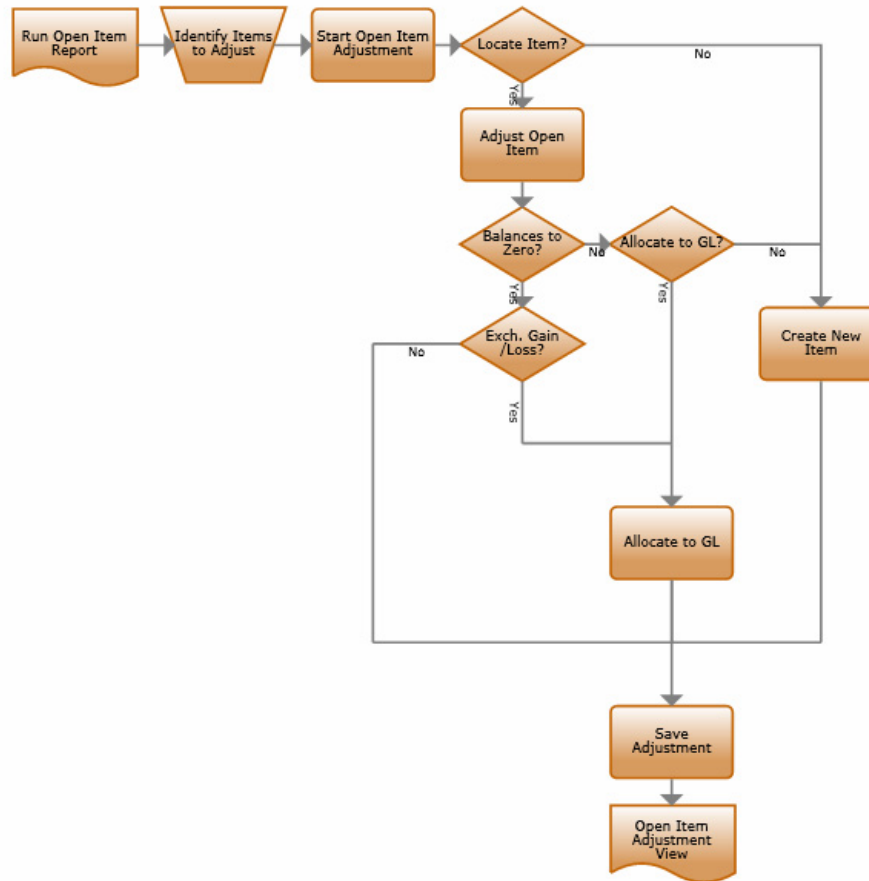 Run Open Item
Report
Identify Items
to Adjust
Start Open Item
Adjustment
Locate Item?
No
Yes
Adjust Open
Item
Balances to
Zero?
No
Allocate to GL?
No
Yes
Yes
Exch. Gain
/Loss?
No
Yes
Create New
Item
Allocate to GL
Save
Adjustment
Open Item
Adjustment
View